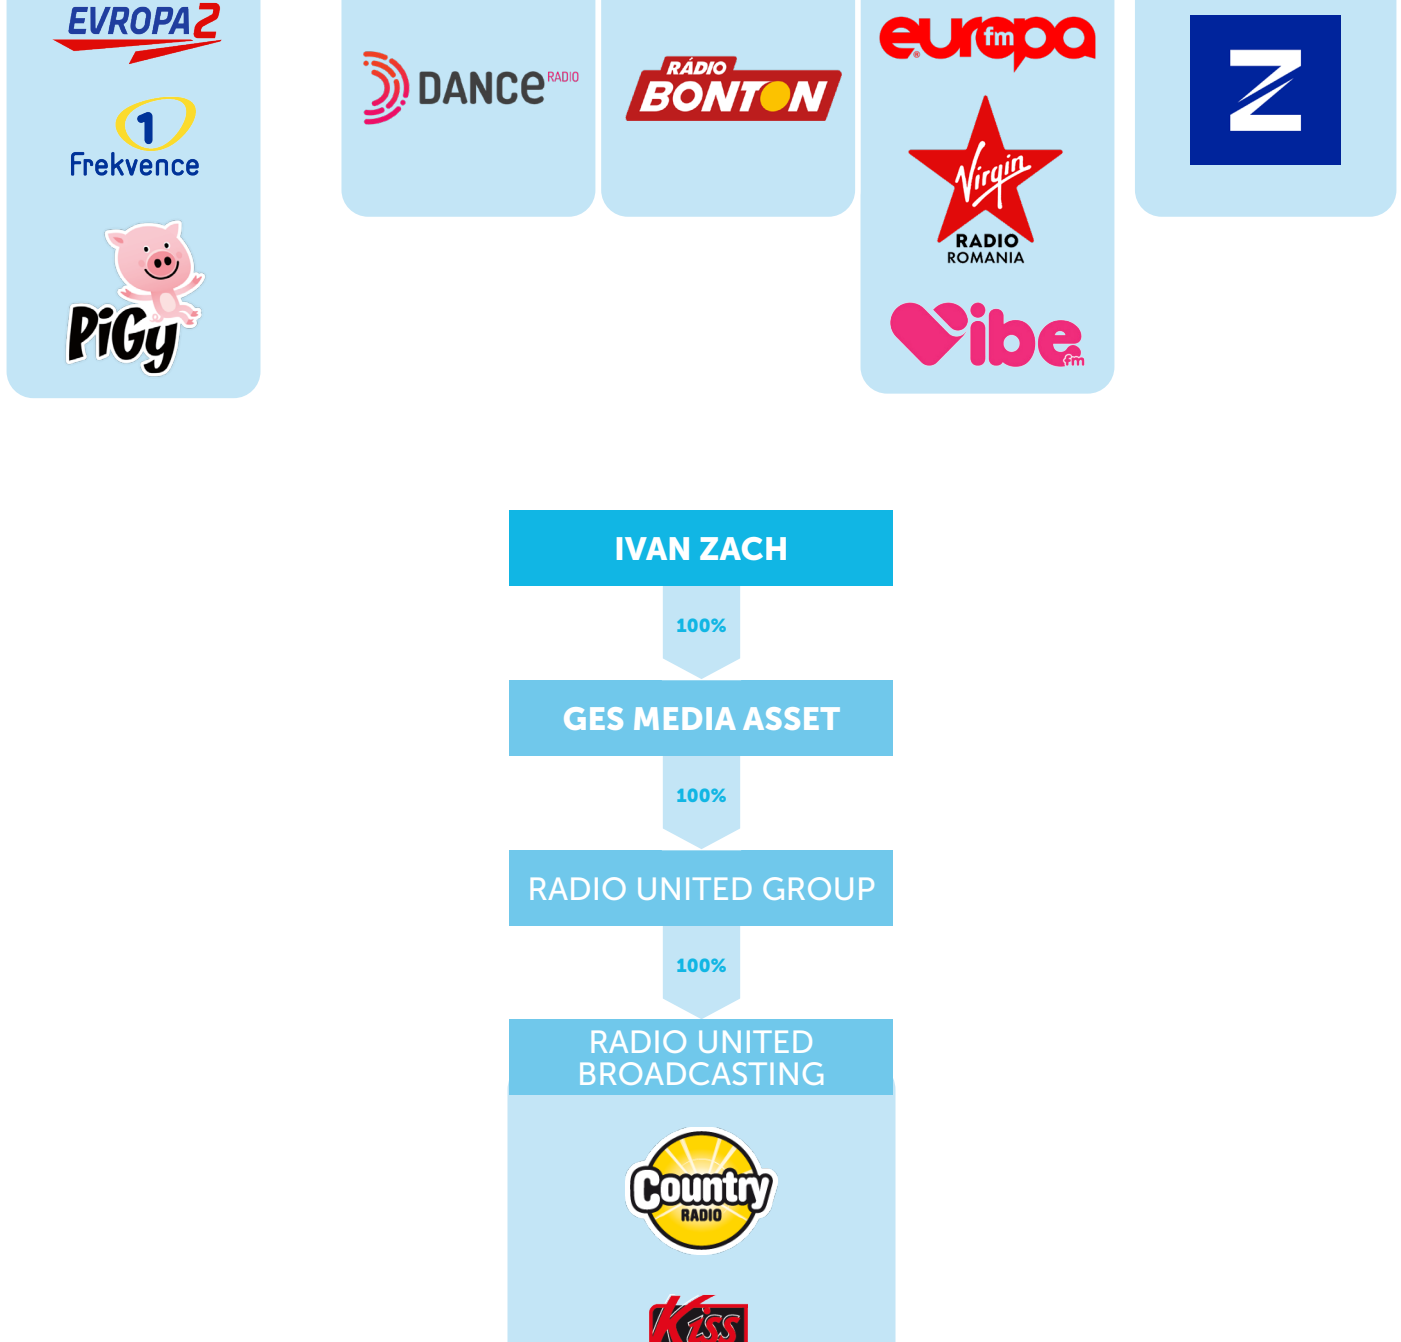 EVROPA 2
1
Frekvence
PiGy
DANCe RADIO
RÁDIO
BONTON
europa fm
Virgin
RADIO
ROMANIA
Vibe fm
Z
IVAN ZACH
100%
GES MEDIA ASSET
100%
RADIO UNITED GROUP
100%
RADIO UNITED
BROADCASTING
Country
RADIO
Kiss